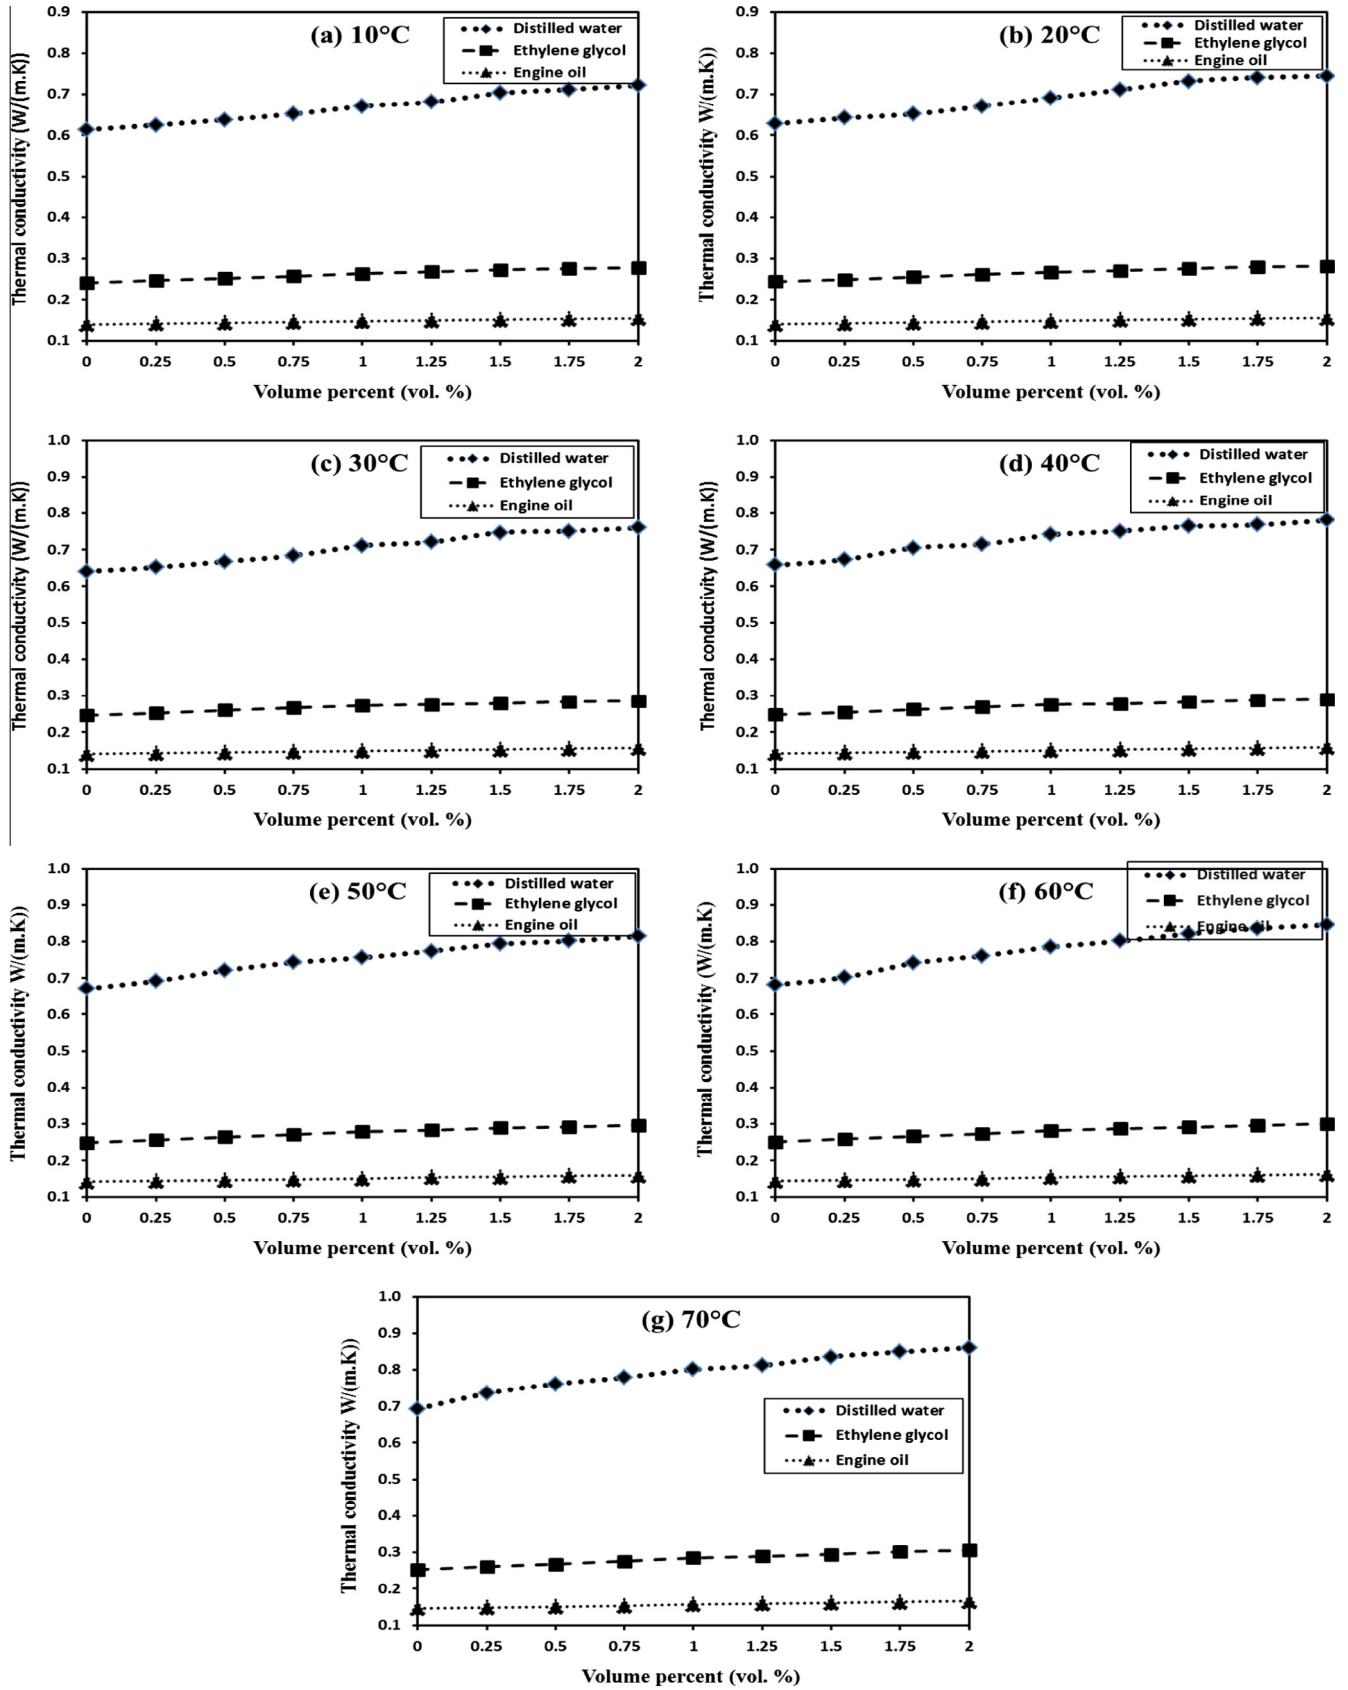 (a) 10°C
Distilled water
Ethylene glycol
Engine oil
Thermal conductivity (W/(m.K))
0.9
0.8
0.7
0.6
0.5
0.4
0.3
0.2
0.1
0 0.25 0.5 0.75 1 1.25 1.5 1.75 2
Volume percent (vol. %)
(b) 20°C
Distilled water
Ethylene glycol
Engine oil
Thermal conductivity W/(m.K))
0.9
0.8
0.7
0.6
0.5
0.4
0.3
0.2
0.1
0 0.25 0.5 0.75 1 1.25 1.5 1.75 2
Volume percent (vol. %)
(c) 30°C
Distilled water
Ethylene glycol
Engine oil
Thermal conductivity (W/(m.K))
1.0
0.9
0.8
0.7
0.6
0.5
0.4
0.3
0.2
0.1
0 0.25 0.5 0.75 1 1.25 1.5 1.75 2
Volume percent (vol. %)
(d) 40°C
Distilled water
Ethylene glycol
Engine oil
Thermal conductivity (W/(m.K))
1.0
0.9
0.8
0.7
0.6
0.5
0.4
0.3
0.2
0.1
0 0.25 0.5 0.75 1 1.25 1.5 1.75 2
Volume percent (vol. %)
(e) 50°C
Distilled water
Ethylene glycol
Engine oil
Thermal conductivity W/(m.K))
1.0
0.9
0.8
0.7
0.6
0.5
0.4
0.3
0.2
0.1
0 0.25 0.5 0.75 1 1.25 1.5 1.75 2
Volume percent (vol. %)
(f) 60°C
Distilled water
Ethylene glycol
Engine oil
Thermal conductivity (W/(m.K)
1.0
0.9
0.8
0.7
0.6
0.5
0.4
0.3
0.2
0.1
0 0.25 0.5 0.75 1 1.25 1.5 1.75 2
Volume percent (vol. %)
(g) 70°C
Distilled water
Ethylene glycol
Engine oil
Thermal conductivity W/(m.K))
1.0
0.9
0.8
0.7
0.6
0.5
0.4
0.3
0.2
0.1
0 0.25 0.5 0.75 1 1.25 1.5 1.75 2
Volume percent (vol. %)